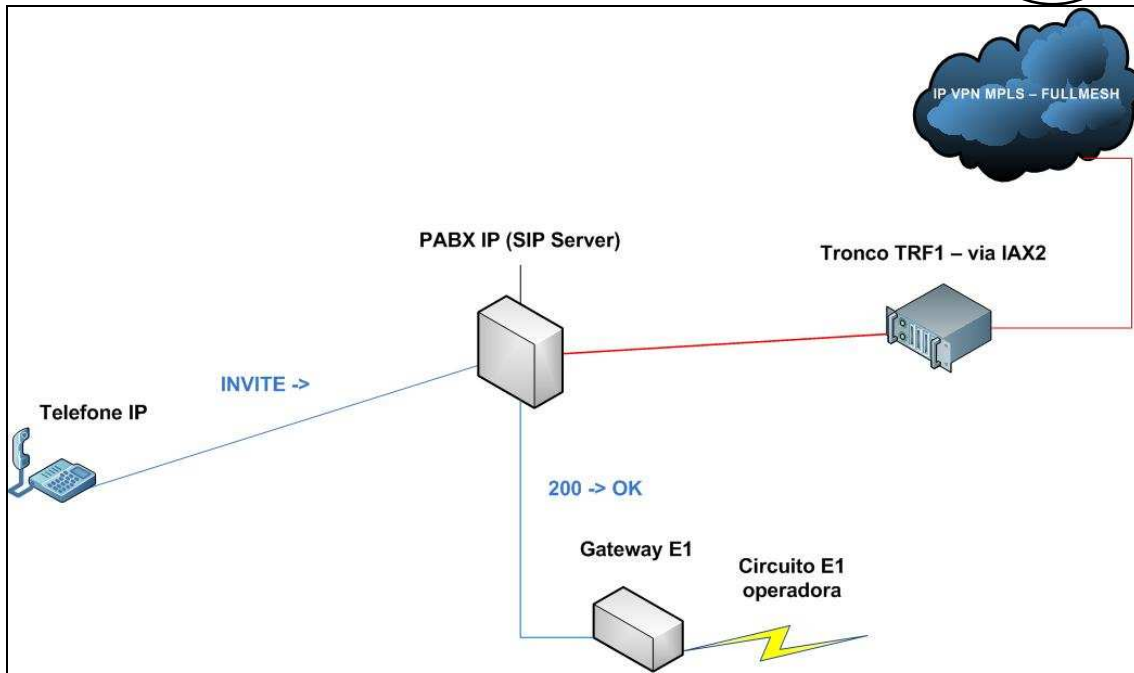 IP VPN MPLS – FULLMESH
PABX IP (SIP Server)
Tronco TRF1 – via IAX2
INVITE ->
Telefone IP
200 -> OK
Gateway E1
Circuito E1
operadora